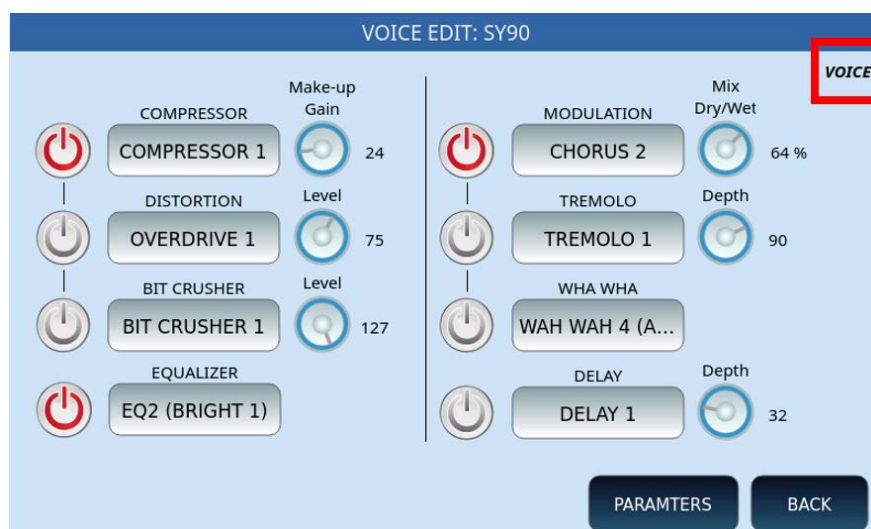 VOICE EDIT: SY90
VOICE
COMPRESSOR
Make-up
Gain
COMPRESSOR 1
24
DISTORTION
Level
OVERDRIVE 1
75
BIT CRUSHER
Level
BIT CRUSHER 1
127
EQUALIZER
EQ2 (BRIGHT 1)
MODULATION
Mix
Dry/Wet
CHORUS 2
64 %
TREMOLO
Depth
TREMOLO 1
90
WHA WHA
WAH WAH 4 (A...
DELAY
Depth
DELAY 1
32
PARAMTERS
BACK